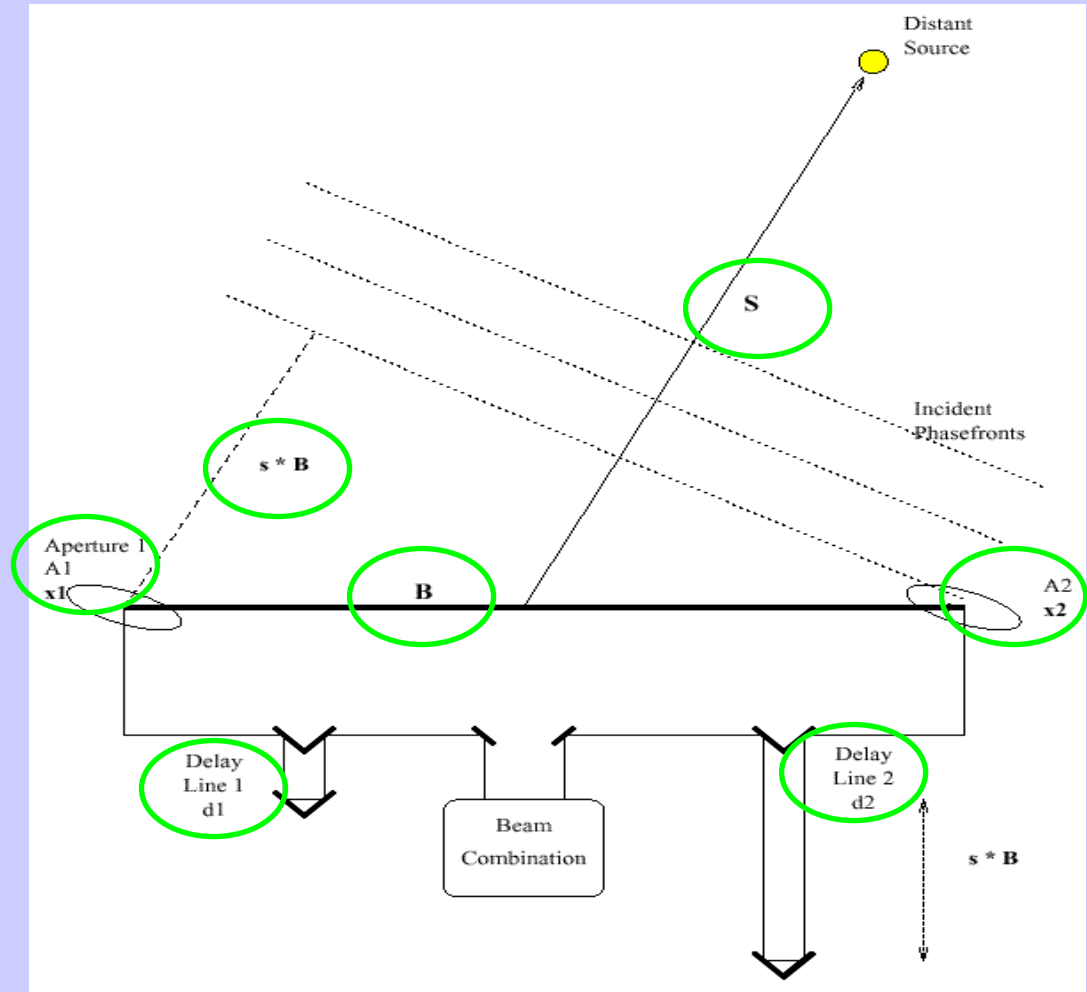 Distant
Source
S
Incident
Phasefronts
s * B
Aperture 1
A1
x1
B
A2
x2
Delay
Line 1
d1
Delay
Line 2
d2
Beam
Combination
s * B